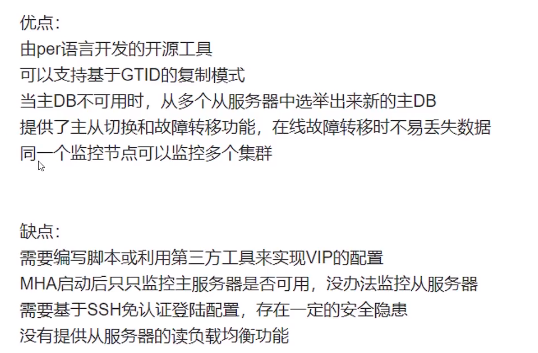 优点：
由per语言开发的开源工具
可以支持基于GTID的复制模式
当主DB不可用时，从多个从服务器中选举出来新的主DB
提供了主从切换和故障转移功能，在线故障转移时不易丢失数据
同一个监控节点可以监控多个集群
缺点：
需要编写脚本或利用第三方工具来实现VIP的配置
MHA启动后只只监控主服务器是否可用，没办法监控从服务器
需要基于SSH免认证登陆配置，存在一定的安全隐患
没有提供从服务器的读负载均衡功能